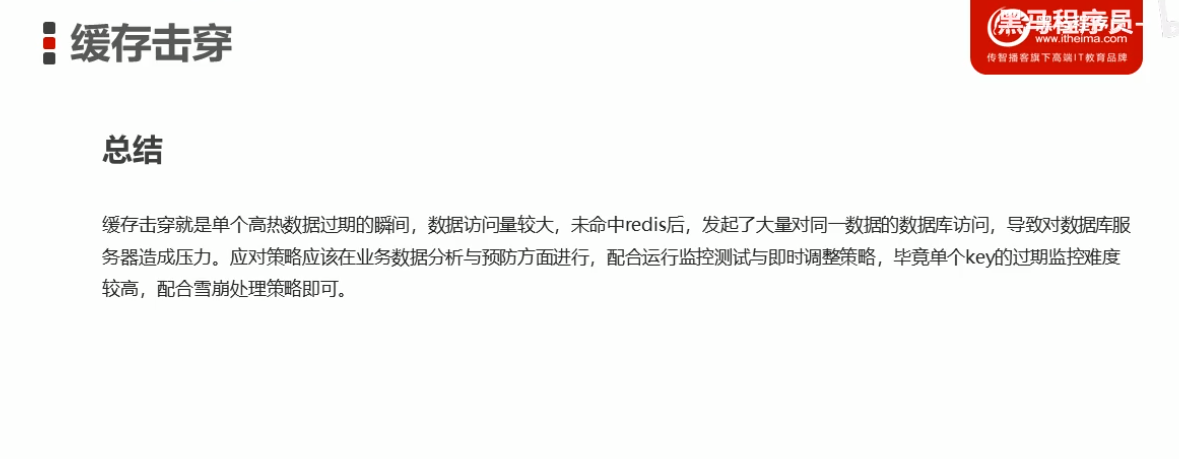 缓存击穿
黑马程序员-
www.itheima.com
传智播客旗下高端IT教育品牌
总结
缓存击穿就是单个高热数据过期的瞬间，数据访问量较大，未命中redis后，发起了大量对同一数据的数据库访问，导致对数据库服
务器造成压力。应对策略应该在业务数据分析与预防方面进行，配合运行监控测试与即时调整策略，毕竟单个key的过期监控难度
较高，配合雪崩处理策略即可。